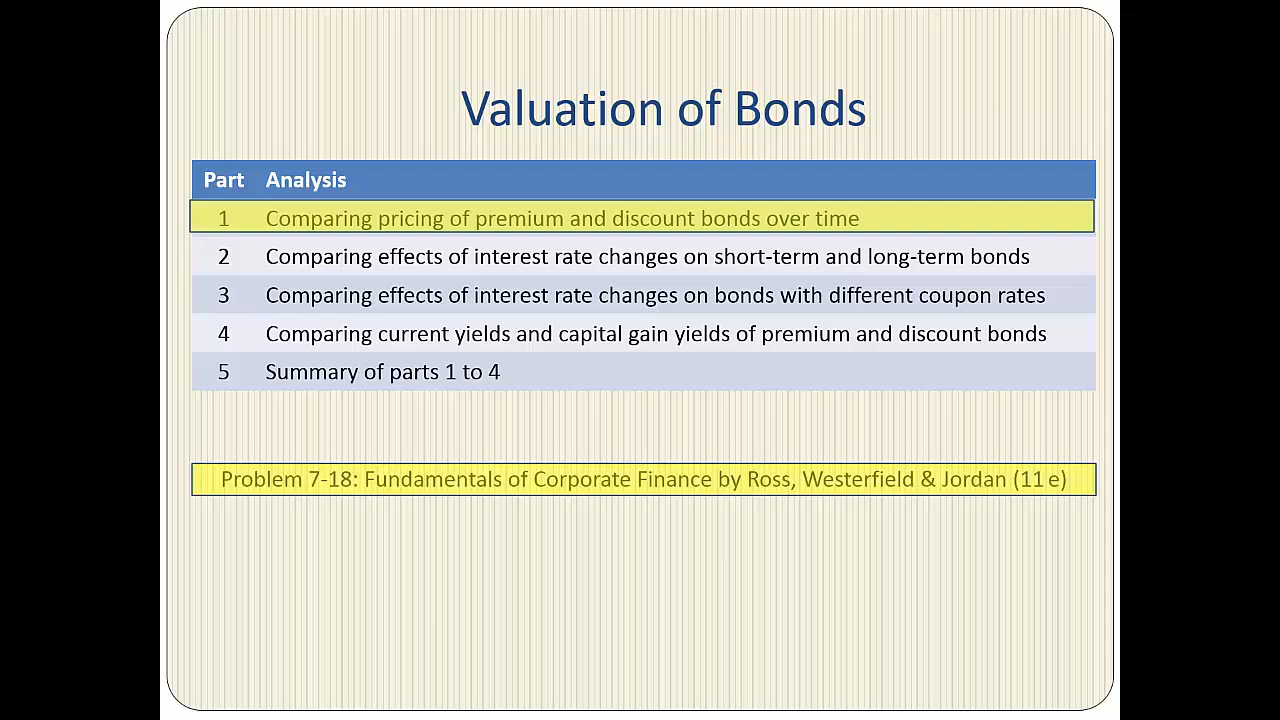 Valuation of Bonds
Part Analysis
1 Comparing pricing of premium and discount bonds over time
2 Comparing effects of interest rate changes on short-term and long-term bonds
3 Comparing effects of interest rate changes on bonds with different coupon rates
4 Comparing current yields and capital gain yields of premium and discount bonds
5 Summary of parts 1 to 4
Problem 7-18: Fundamentals of Corporate Finance by Ross, Westerfield & Jordan (11 e)